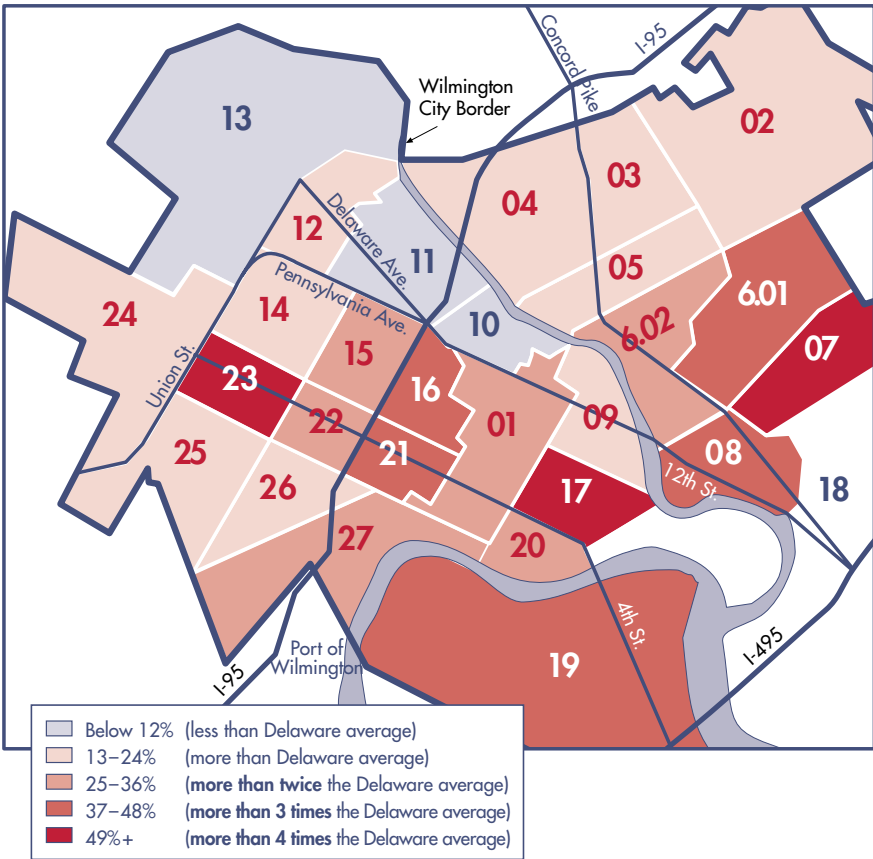 Concord Pike
I-95
Wilmington
City Border
13
02
03
04
12
Delaware Ave.
11
05
Pennsylvania Ave.
24
14
10
6.01
6.02
07
15
Union St.
23
16
22
01
09
21
08
25
12th St.
18
26
17
27
20
4th St.
19
I-495
Port of
Wilmington
I-95
Below 12% (less than Delaware average)
13–24% (more than Delaware average)
25–36% (more than twice the Delaware average)
37–48% (more than 3 times the Delaware average)
49%+ (more than 4 times the Delaware average)